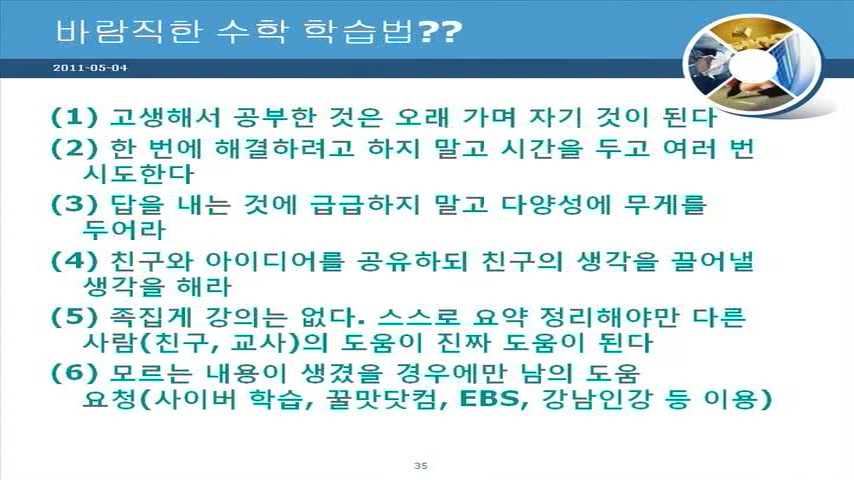 바람직한 수학 학습법??
2011-05-04
(1) 고생해서 공부한 것은 오래 가며 자기 것이 된다
(2) 한 번에 해결하려고 하지 말고 시간을 두고 여러 번
시도한다
(3) 답을 내는 것에 급급하지 말고 다양성에 무게를
두어라
(4) 친구와 아이디어를 공유하되 친구의 생각을 끌어낼
생각을 해라
(5) 족집게 강의는 없다. 스스로 요약 정리해야만 다른
사람(친구, 교사)의 도움이 진짜 도움이 된다
(6) 모르는 내용이 생겼을 경우에만 남의 도움
요청(사이버 학습, 꿀맛닷컴, EBS, 강남인강 등 이용)
35